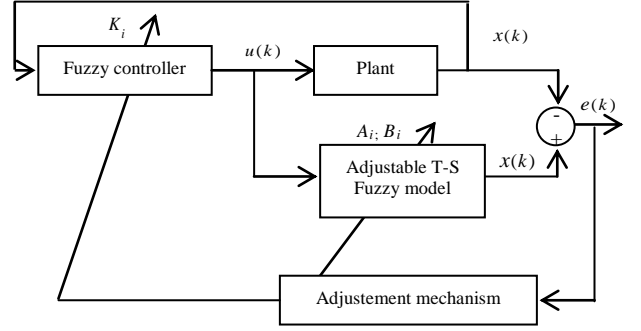 K_i
u(k)
x(k)
Fuzzy controller
Plant
e(k)
-
+
A_i; B_i
Adjustable T-S
Fuzzy model
x(k)
Adjustement mechanism